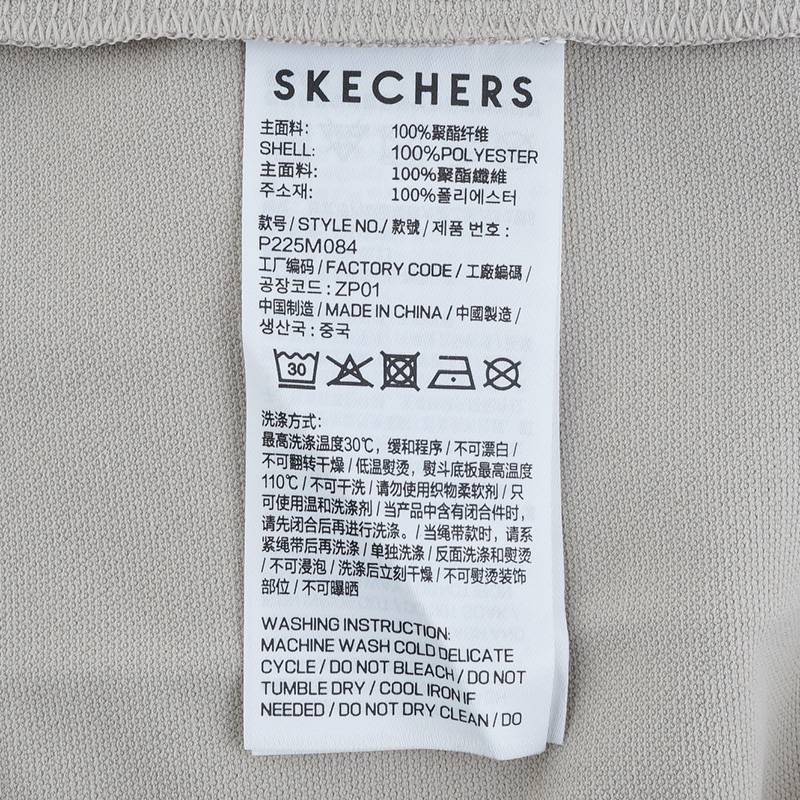 SKECHERS
主面料: 100%聚酯纤维
SHELL: 100%POLYESTER
主面料: 100%聚酯纖維
주소재: 100%폴리에스터
款号 / STYLE NO./ 款號 / 제품 번호 :
P225M084
工厂编码 / FACTORY CODE / 工廠編碼 /
공장코드 : ZP01
中国制造 / MADE IN CHINA / 中國製造 /
생산국 : 중국
30
洗涤方式:
最高洗涤温度30℃，缓和程序 / 不可漂白 /
不可翻转干燥 / 低温熨烫，熨斗底板最高温度
110℃ / 不可干洗 / 请勿使用织物柔软剂 / 只
可使用温和洗涤剂 / 当产品中含有闭合件时，
请先闭合后再进行洗涤。/ 当绳带款时，请系
紧绳带后再洗涤 / 单独洗涤 / 反面洗涤和熨烫
/ 不可浸泡 / 洗涤后立刻干燥 / 不可熨烫装饰
部位 / 不可曝晒
WASHING INSTRUCTION:
MACHINE WASH COLD DELICATE
CYCLE / DO NOT BLEACH / DO NOT
TUMBLE DRY / COOL IRON IF
NEEDED / DO NOT DRY CLEAN / DO